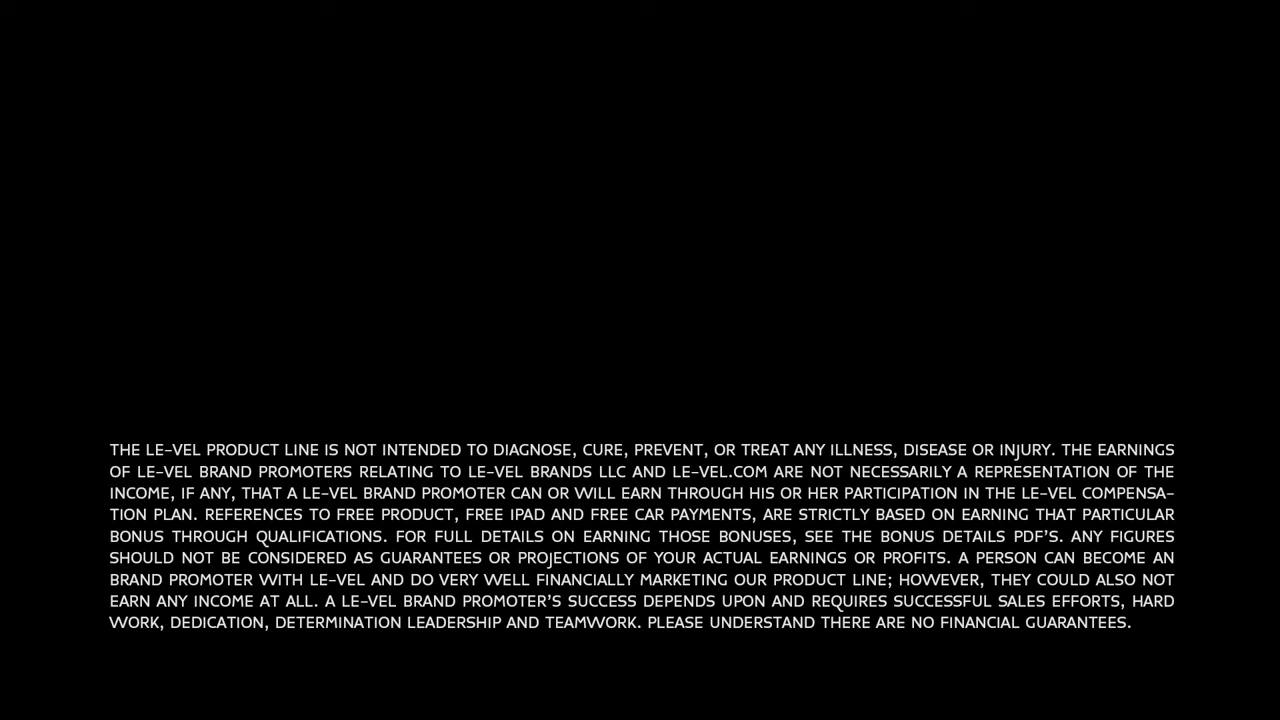 THE LE-VEL PRODUCT LINE IS NOT INTENDED TO DIAGNOSE, CURE, PREVENT, OR TREAT ANY ILLNESS, DISEASE OR INJURY. THE EARNINGS
OF LE-VEL BRAND PROMOTERS RELATING TO LE-VEL BRANDS LLC AND LE-VEL.COM ARE NOT NECESSARILY A REPRESENTATION OF THE
INCOME, IF ANY, THAT A LE-VEL BRAND PROMOTER CAN OR WILL EARN THROUGH HIS OR HER PARTICIPATION IN THE LE-VEL COMPENSA-
TION PLAN. REFERENCES TO FREE PRODUCT, FREE IPAD AND FREE CAR PAYMENTS, ARE STRICTLY BASED ON EARNING THAT PARTICULAR
BONUS THROUGH QUALIFICATIONS. FOR FULL DETAILS ON EARNING THOSE BONUSES, SEE THE BONUS DETAILS PDF'S. ANY FIGURES
SHOULD NOT BE CONSIDERED AS GUARANTEES OR PROJECTIONS OF YOUR ACTUAL EARNINGS OR PROFITS. A PERSON CAN BECOME AN
BRAND PROMOTER WITH LE-VEL AND DO VERY WELL FINANCIALLY MARKETING OUR PRODUCT LINE; HOWEVER, THEY COULD ALSO NOT
EARN ANY INCOME AT ALL. A LE-VEL BRAND PROMOTER'S SUCCESS DEPENDS UPON AND REQUIRES SUCCESSFUL SALES EFFORTS, HARD
WORK, DEDICATION, DETERMINATION LEADERSHIP AND TEAMWORK. PLEASE UNDERSTAND THERE ARE NO FINANCIAL GUARANTEES.